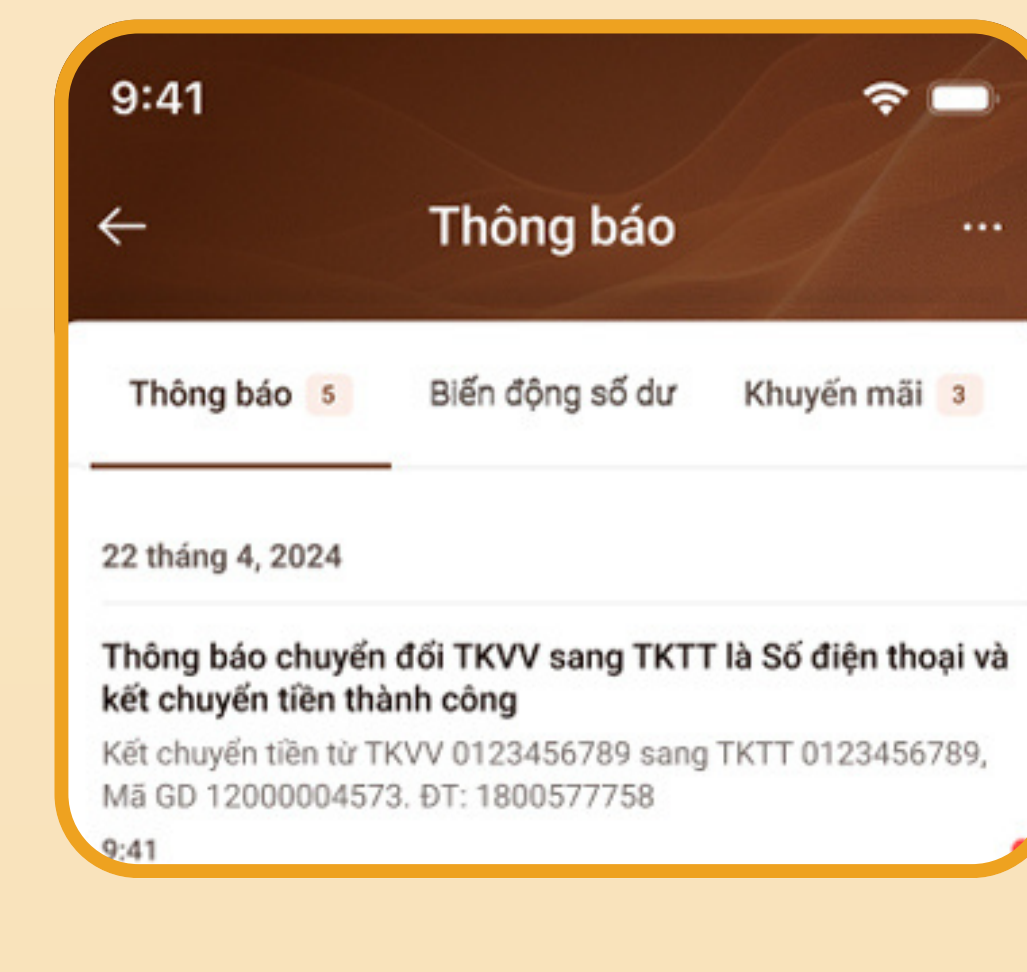 9:41
Thông báo
Thông báo 5 Biến động số dư Khuyến mãi 3
22 tháng 4, 2024
Thông báo chuyển đổi TKVV sang TKTT là Số điện thoại và
kết chuyển tiền thành công
Kết chuyển tiền từ TKVV 0123456789 sang TKTT 0123456789,
Mã GD 12000004573. ĐT: 1800577758
9:41